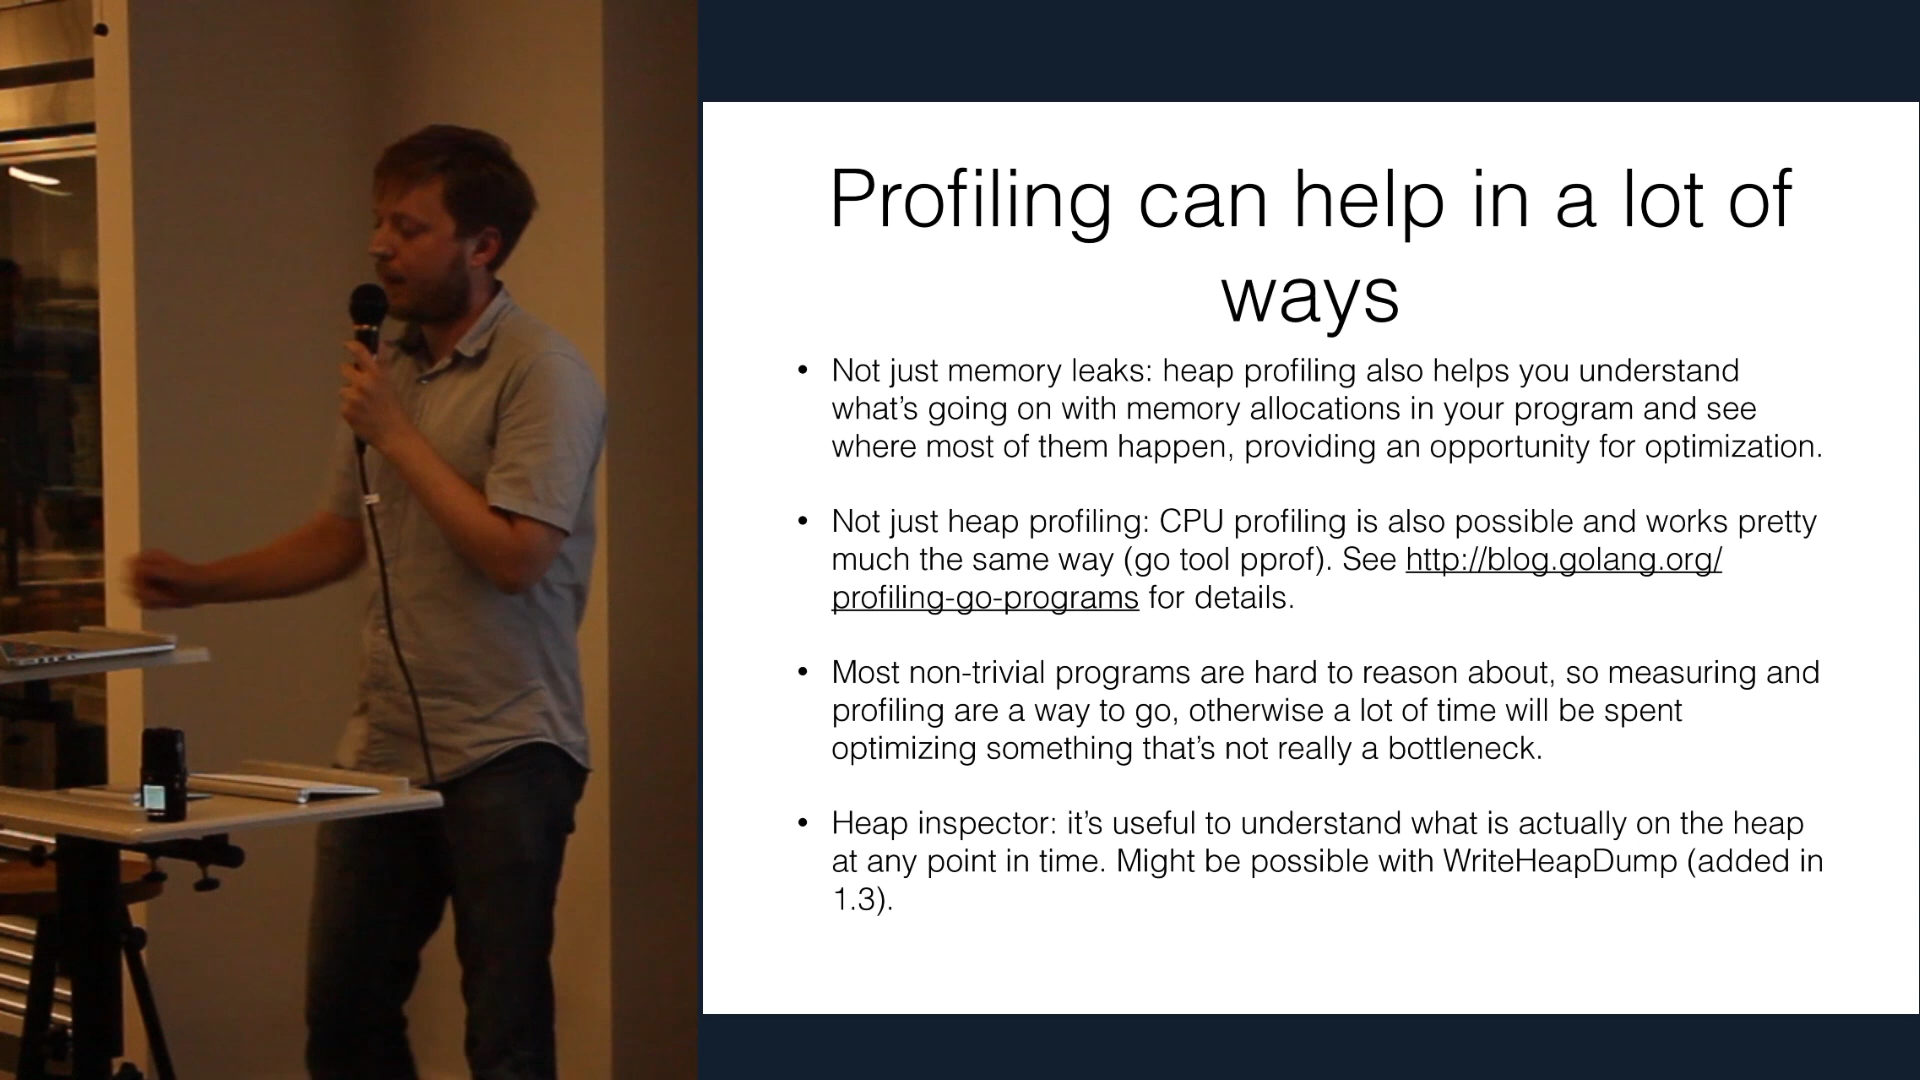 Profiling can help in a lot of
ways
• Not just memory leaks: heap profiling also helps you understand
what’s going on with memory allocations in your program and see
where most of them happen, providing an opportunity for optimization.
• Not just heap profiling: CPU profiling is also possible and works pretty
much the same way (go tool pprof). See http://blog.golang.org/
profiling-go-programs for details.
• Most non-trivial programs are hard to reason about, so measuring and
profiling are a way to go, otherwise a lot of time will be spent
optimizing something that’s not really a bottleneck.
• Heap inspector: it’s useful to understand what is actually on the heap
at any point in time. Might be possible with WriteHeapDump (added in
1.3).